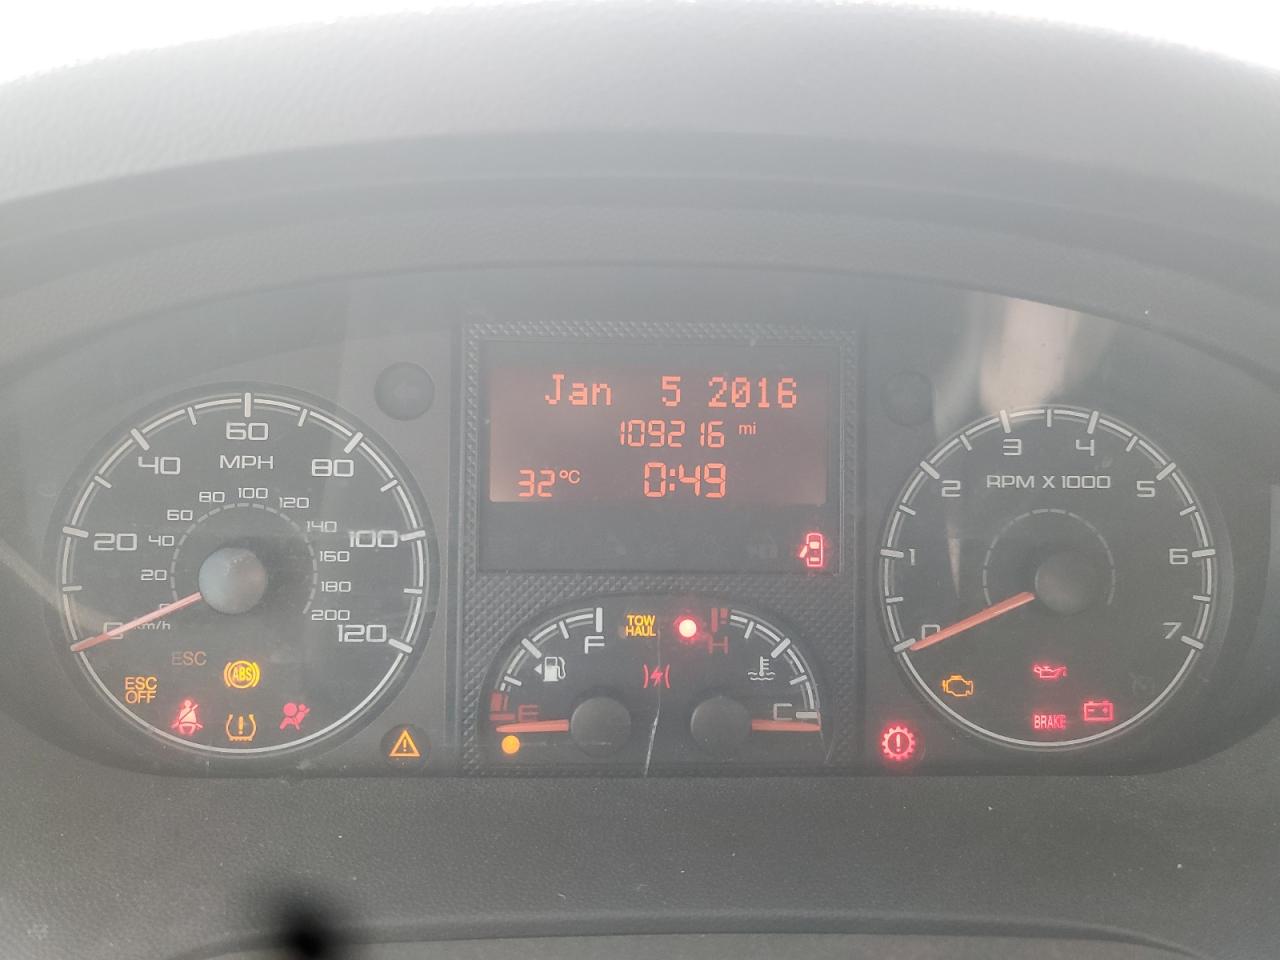 Jan 5 2016
109216 mi
32°C 0:49
60
40 MPH 80
80 100 120
60 140
20 40 100
160
20 180
200
0 km/h 120
ESC
ESC OFF
ABS
F
TOW HAUL
H
E
C
3 4
2 RPM X 1000 5
1 6
0 7
BRAKE